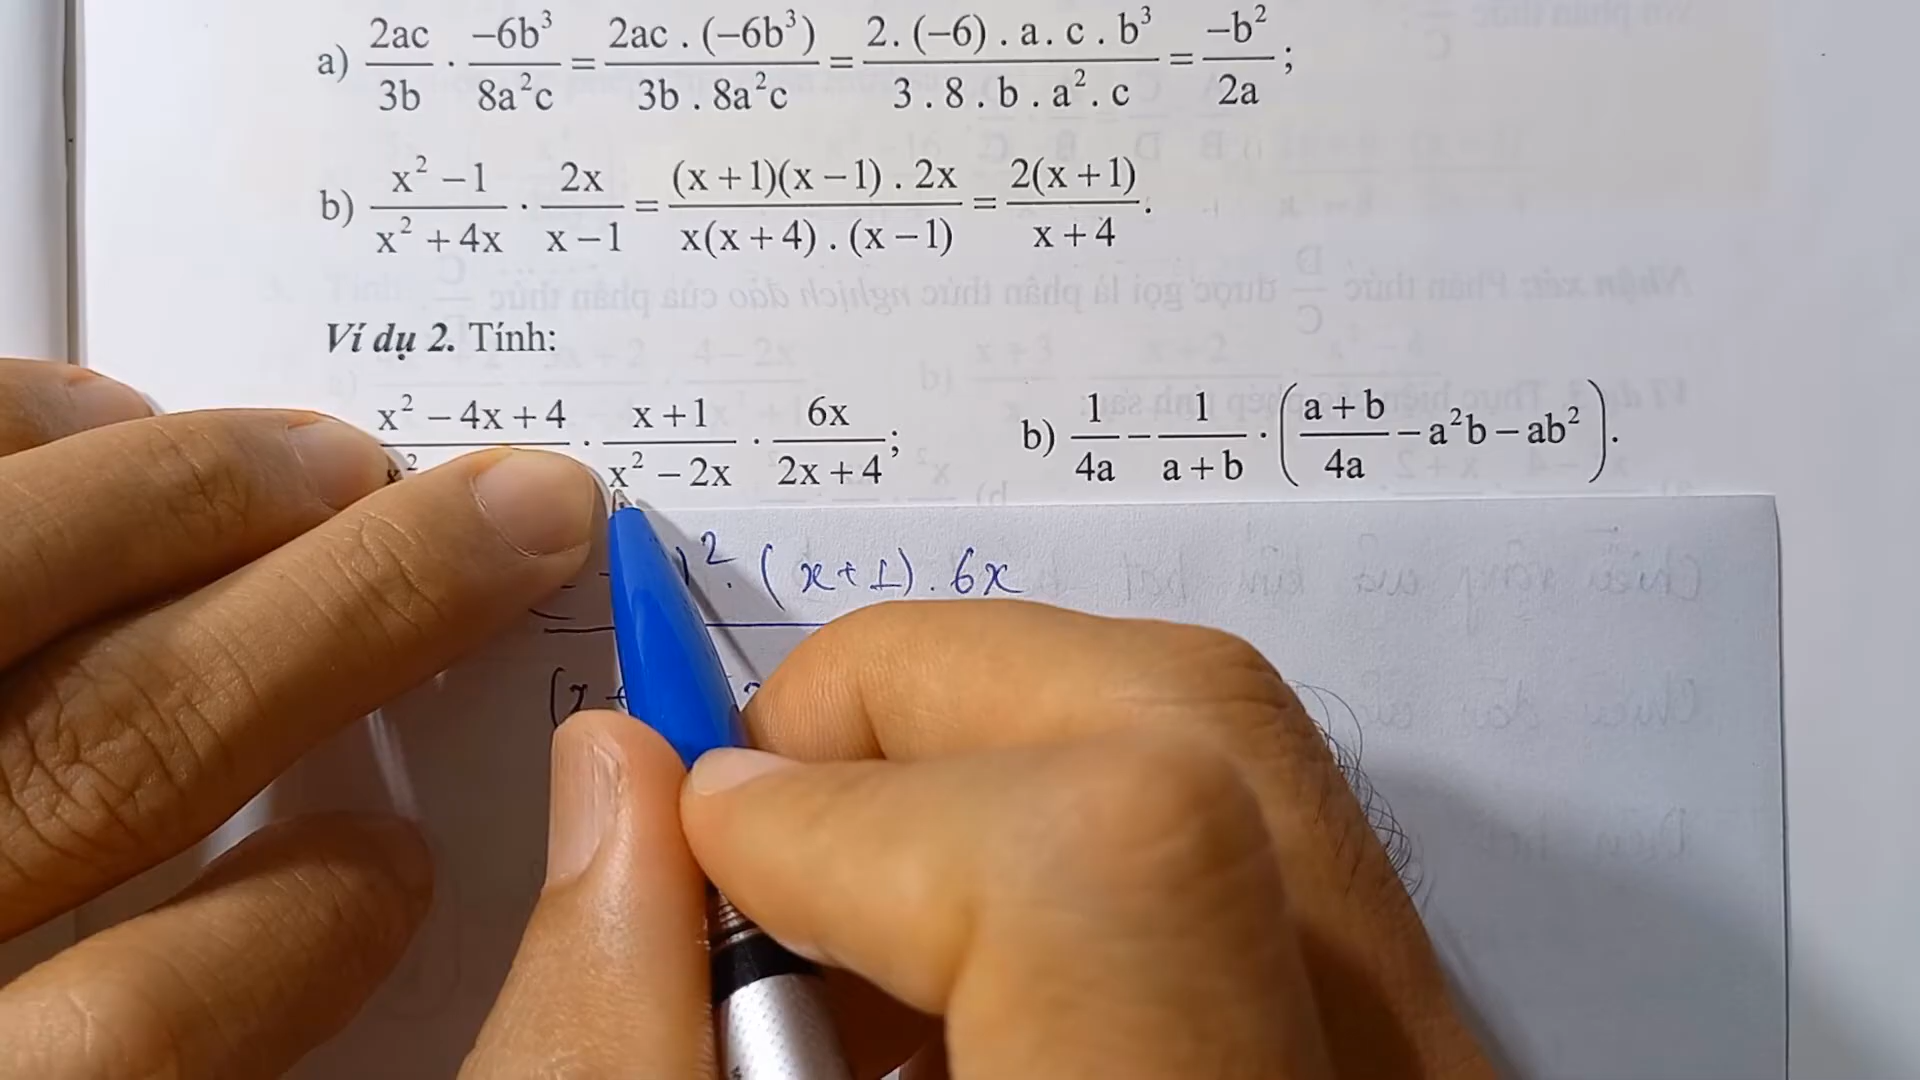 a) 2ac/3b · −6b³/8a²c = 2ac . (−6b³)/3b . 8a²c = 2. (−6) . a. c . b³/3 . 8 . b . a². c = −b²/2a ;
b) x² − 1/x² + 4x · 2x/x − 1 = (x + 1)(x − 1) . 2x/x(x + 4) . (x − 1) = 2(x + 1)/x + 4 .
Ví dụ 2. Tính:
x² − 4x + 4/x² · x + 1/x² − 2x · 6x/2x + 4 ; b) 1/4a − 1/a + b · (a + b/4a − a²b − ab²).
)² . (x+1) . 6x
(x +